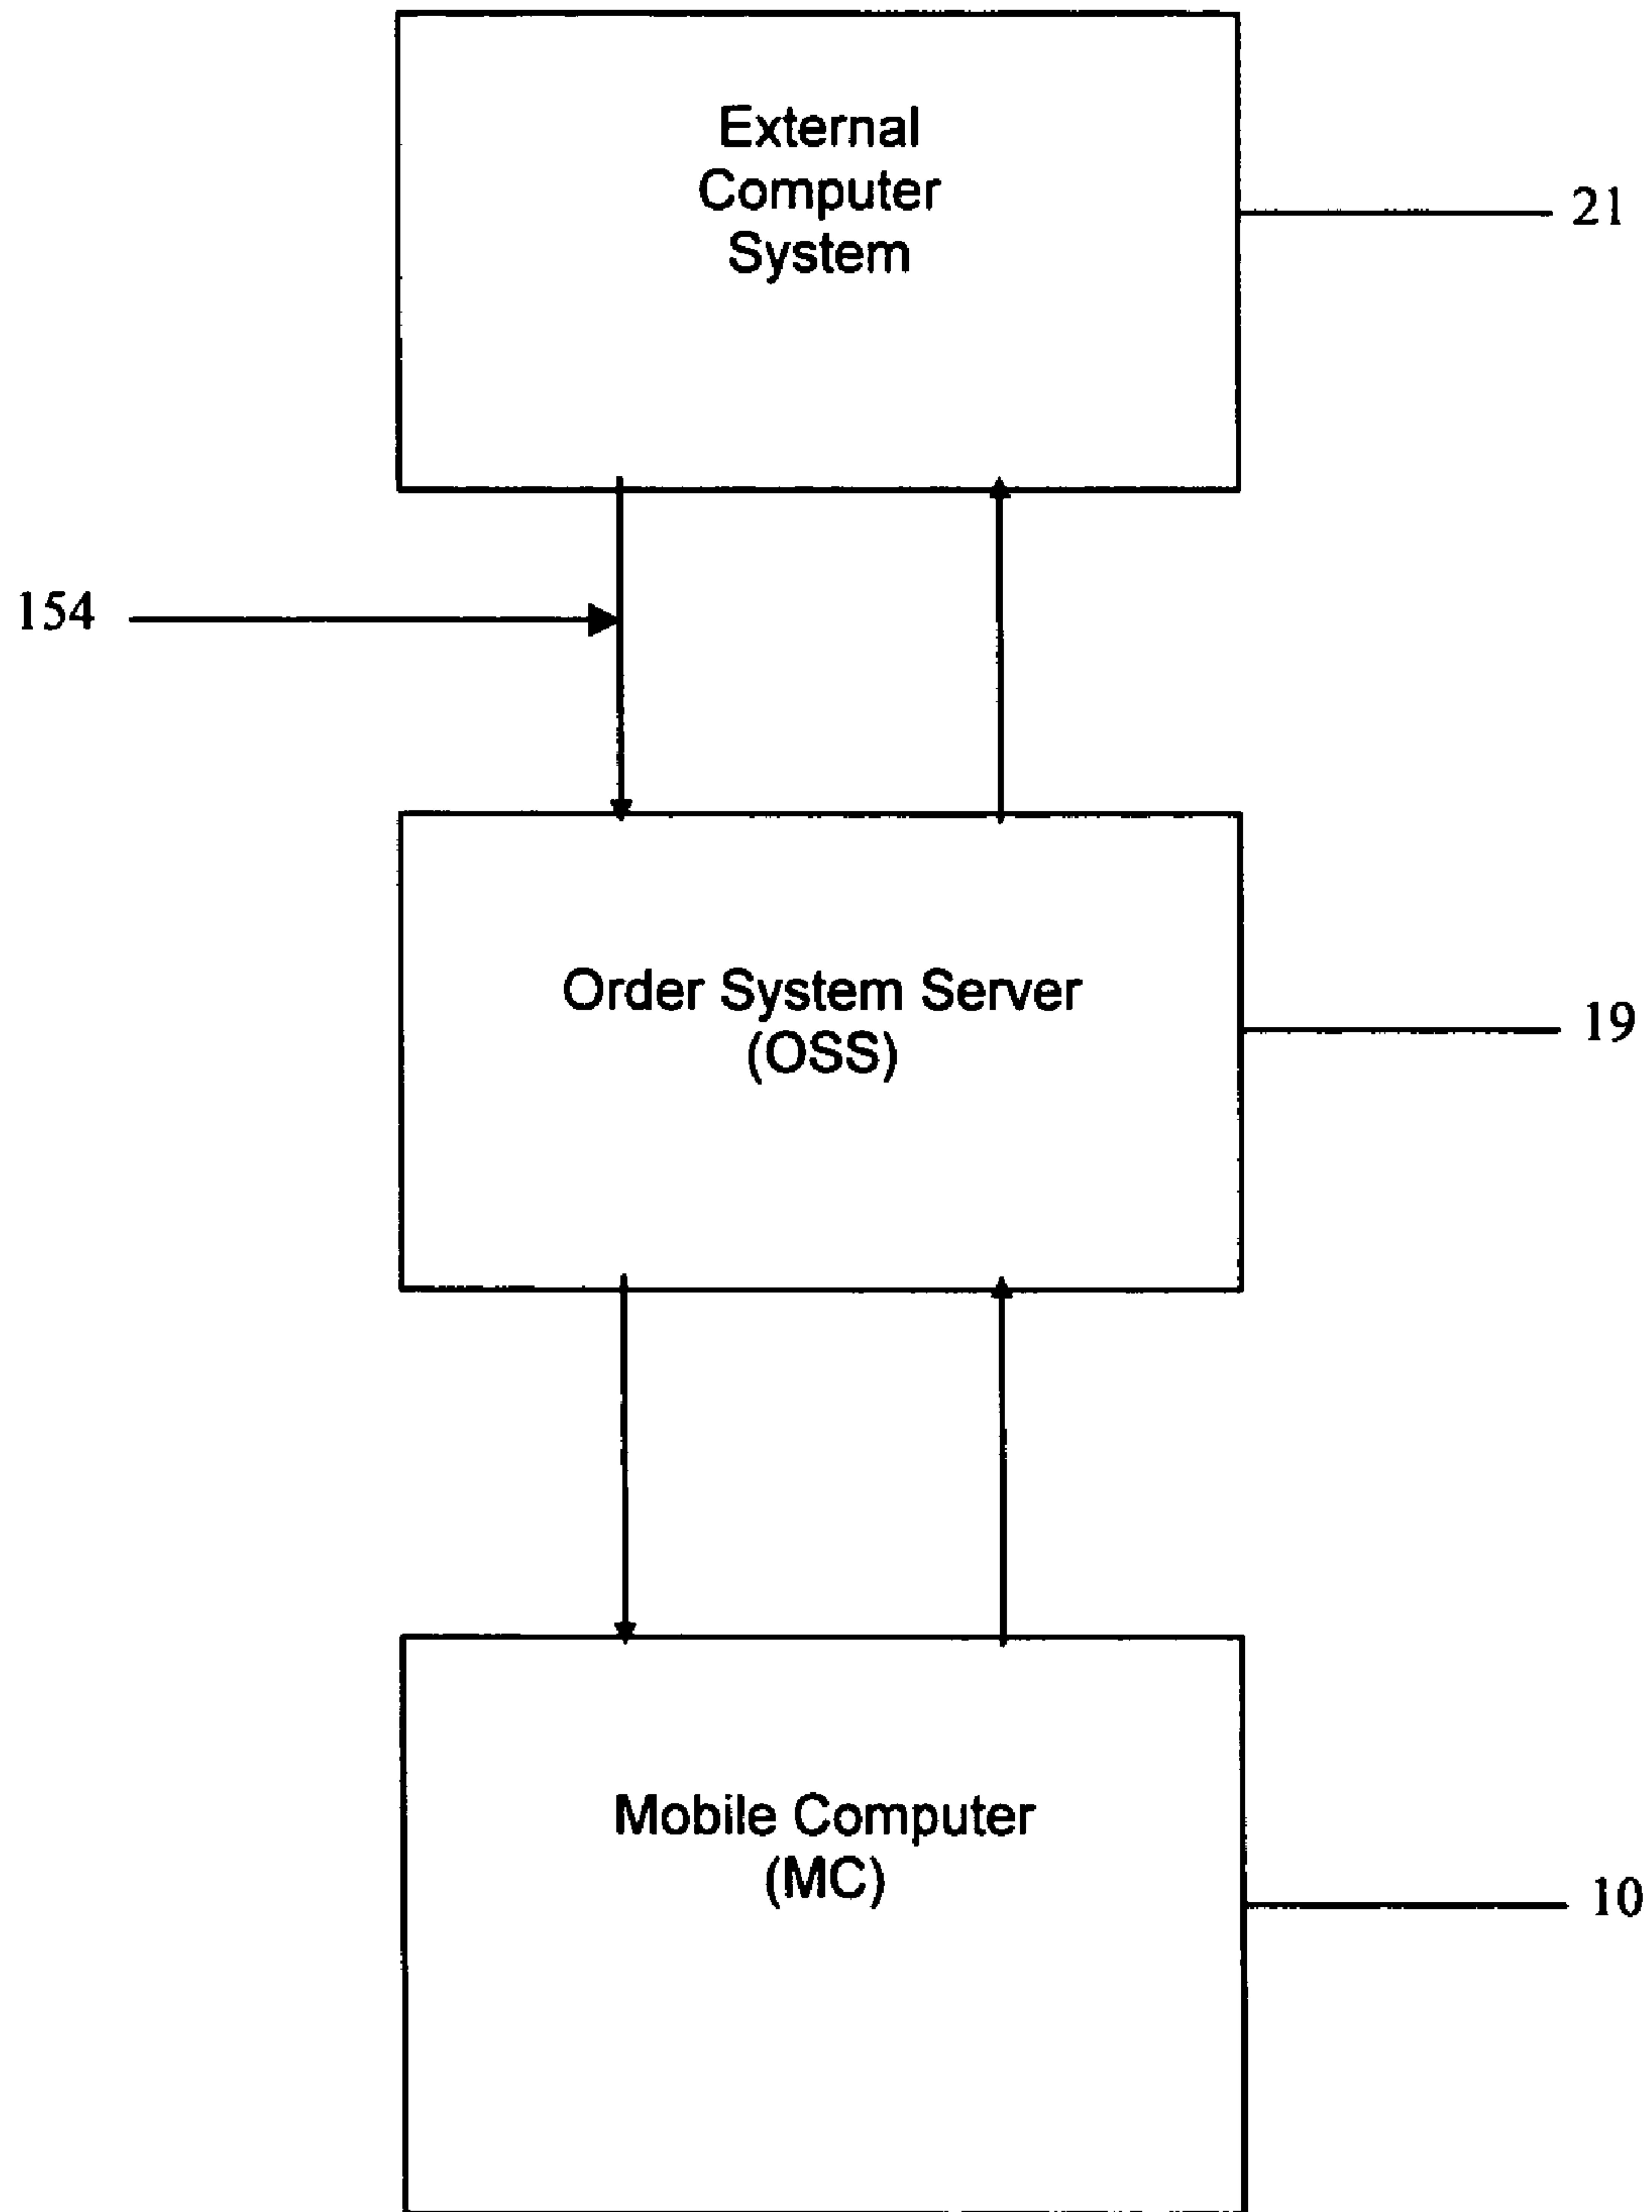 External
Computer
System
21
154
Order System Server
(OSS)
19
Mobile Computer
(MC)
10